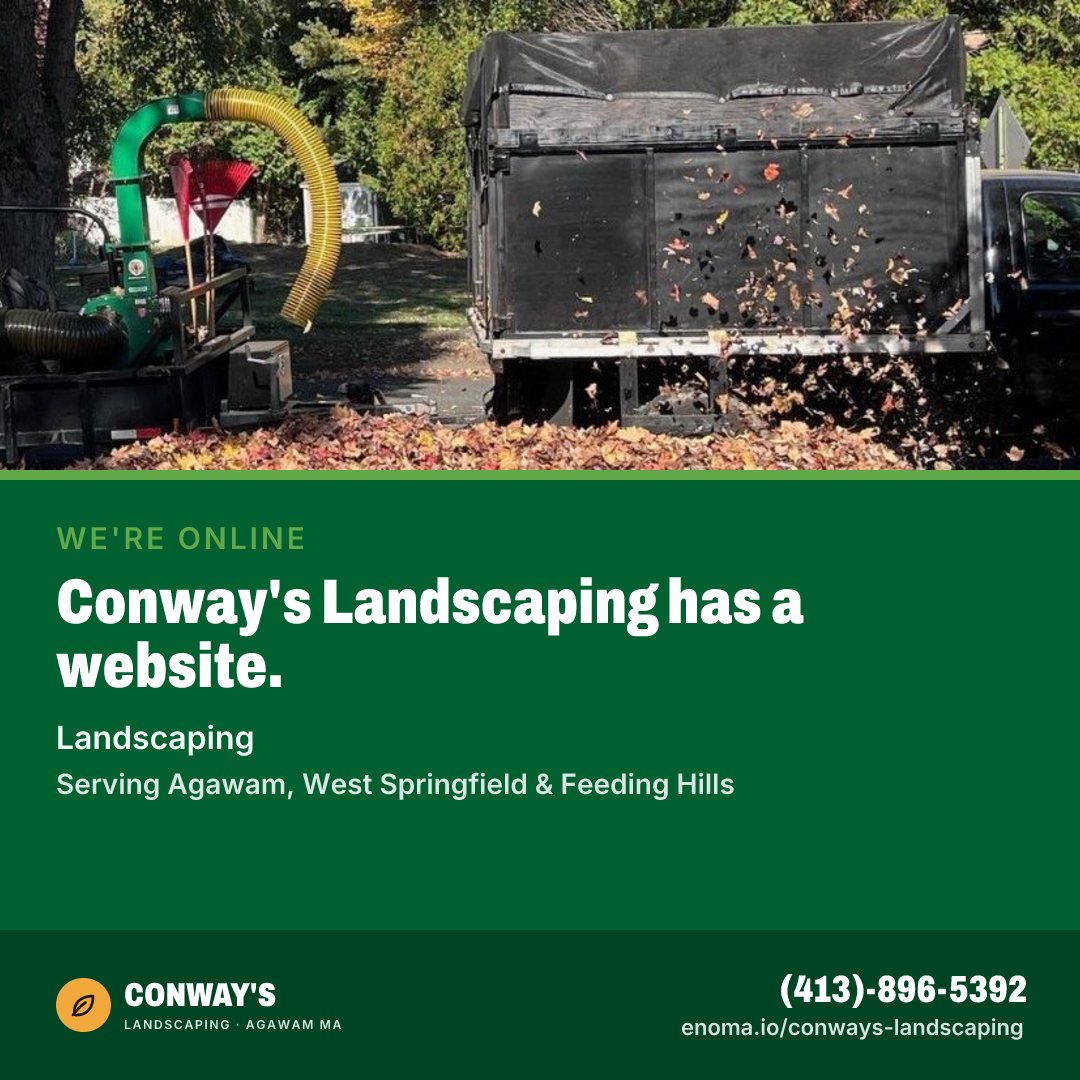 WE'RE ONLINE
Conway's Landscaping has a
website.
Landscaping
Serving Agawam, West Springfield & Feeding Hills
CONWAY'S
LANDSCAPING · AGAWAM MA
(413)-896-5392
enoma.io/conways-landscaping